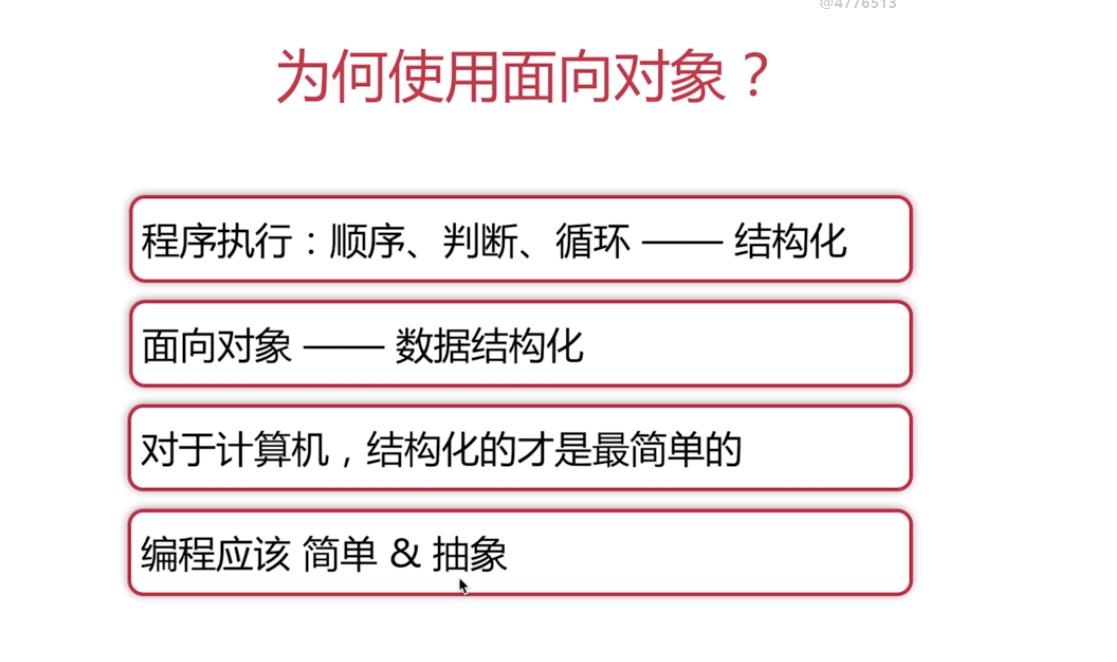 @4776513
为何使用面向对象？
程序执行：顺序、判断、循环 —— 结构化
面向对象 —— 数据结构化
对于计算机，结构化的才是最简单的
编程应该 简单 & 抽象